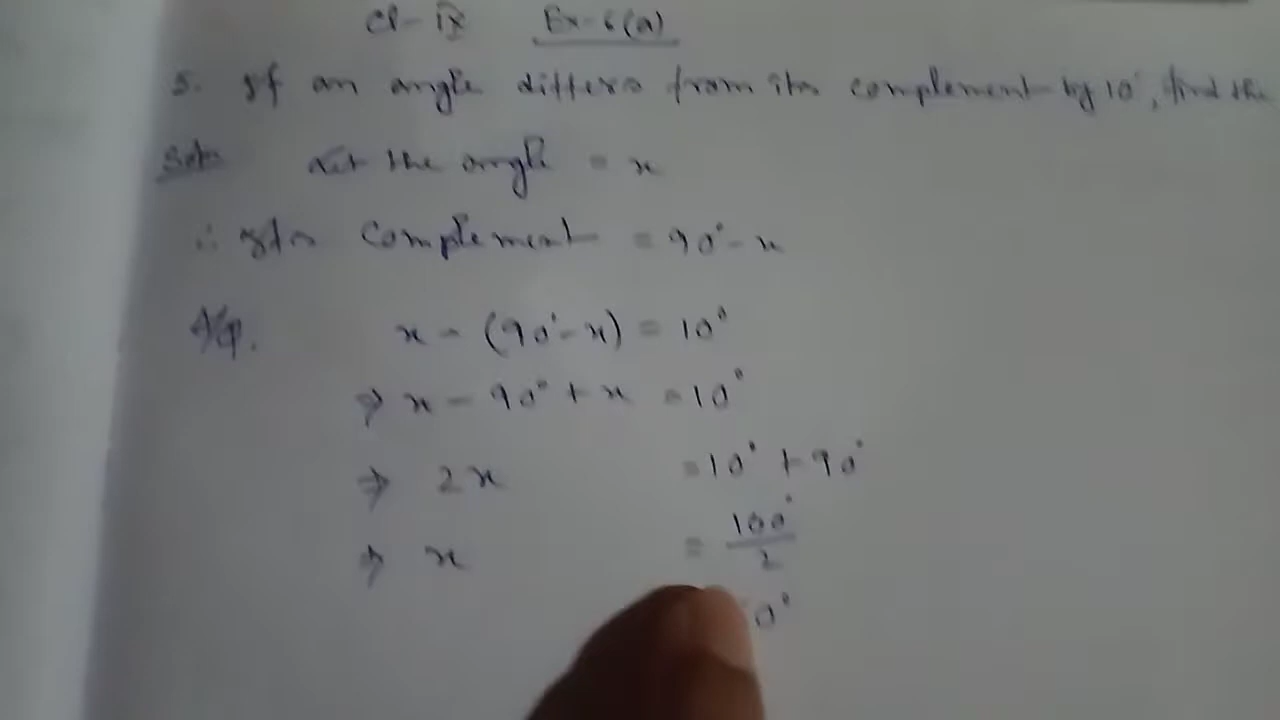 Cl-IX Ex-6(a)
5. If an angle differs from its complement by 10°, find the
Soln Let the angle = x
∴ Its complement = 90° - x
A/Q. x - (90° - x) = 10°
⇒ x - 90° + x = 10°
⇒ 2x = 10° + 90°
⇒ x = 100°/2
0°